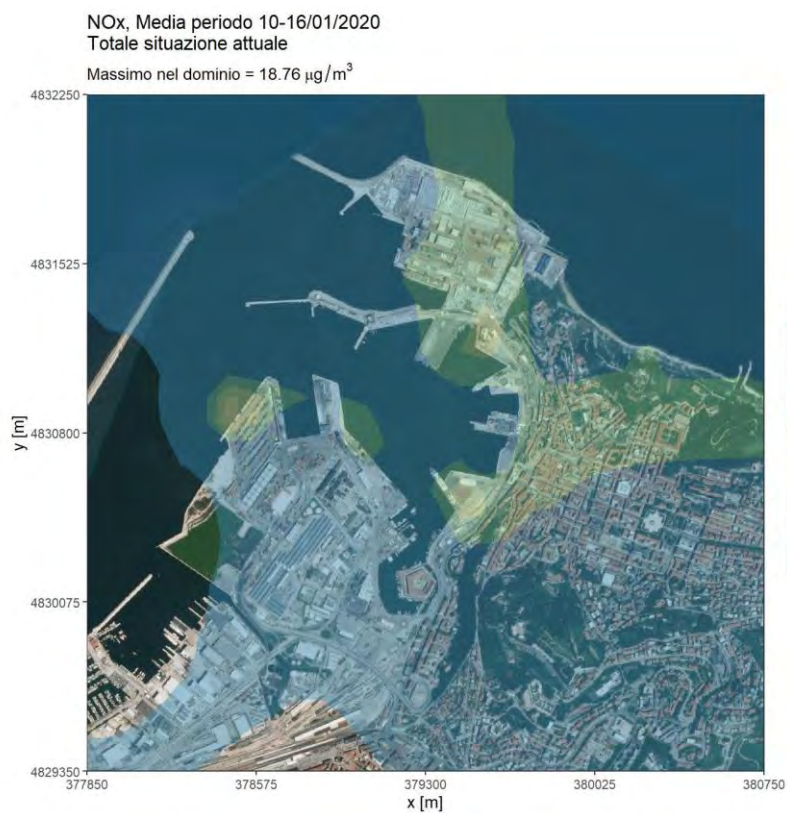 NOx, Media periodo 10-16/01/2020
Totale situazione attuale
Massimo nel dominio = 18.76 μg/m³
4832250
4831525
4830800
4830075
4829350
y [m]
377850 378575 379300 380025 380750
x [m]